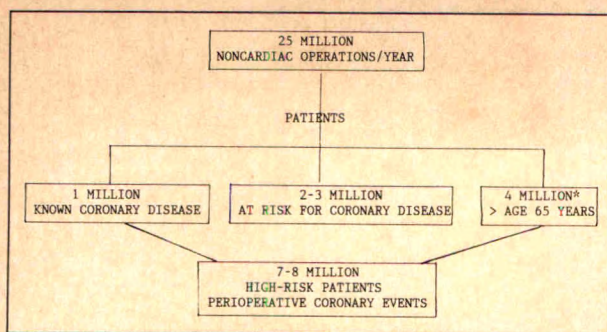 25 MILLION
NONCARDIAC OPERATIONS/YEAR
PATIENTS
1 MILLION
KNOWN CORONARY DISEASE
2-3 MILLION
AT RISK FOR CORONARY DISEASE
4 MILLION*
> AGE 65 YEARS
7-8 MILLION
HIGH-RISK PATIENTS
PERIOPERATIVE CORONARY EVENTS